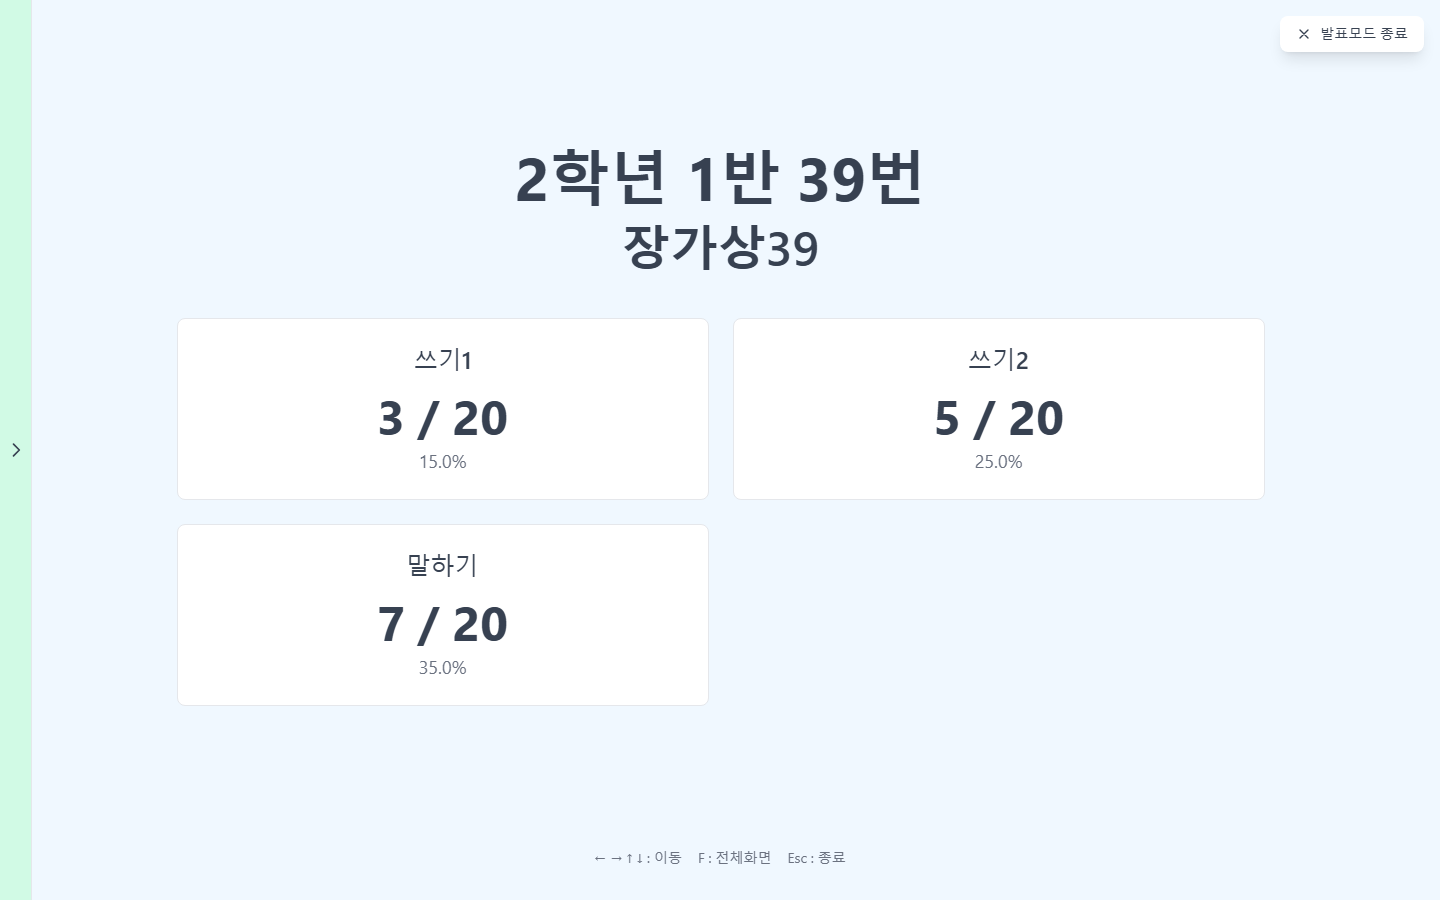 발표모드 종료
2학년 1반 39번
장가상39
쓰기1
3 / 20
15.0%
쓰기2
5 / 20
25.0%
말하기
7 / 20
35.0%
← → ↑ ↓ : 이동 F : 전체화면 Esc : 종료